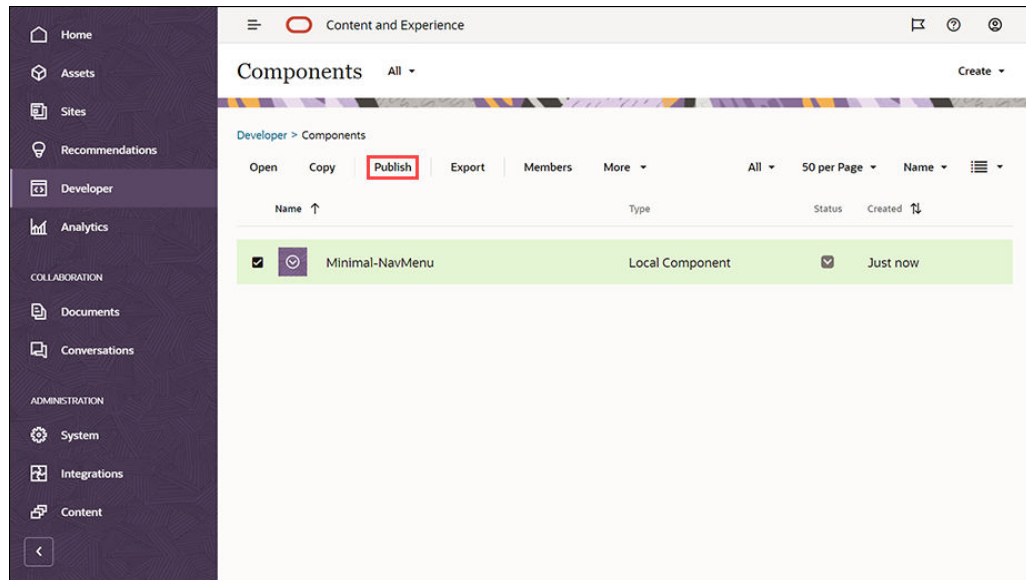 Home
Assets
Sites
Recommendations
Developer
Analytics
COLLABORATION
Documents
Conversations
ADMINISTRATION
System
Integrations
Content
Content and Experience
Components All
Create
Developer > Components
Open Copy Publish Export Members More All 50 per Page Name
Name Type Status Created
Minimal-NavMenu Local Component Just now